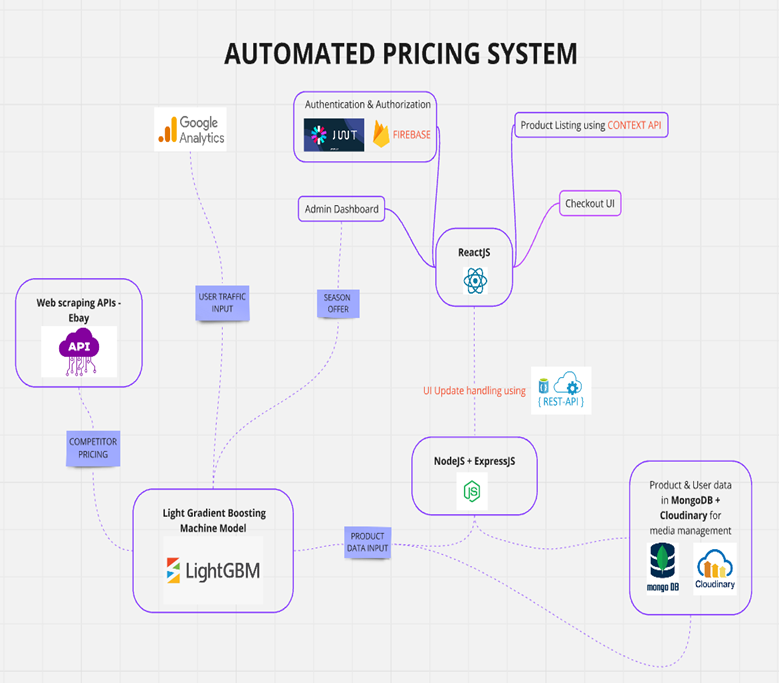 AUTOMATED PRICING SYSTEM
Google
Analytics
Authentication & Authorization
JWT
FIREBASE
Product Listing using CONTEXT API
Admin Dashboard
Checkout UI
ReactJS
Web scraping APIs -
Ebay
API
USER TRAFFIC
INPUT
SEASON
OFFER
UI Update handling using
{ REST-API }
COMPETITOR
PRICING
NodeJS + ExpressJS
JS
Light Gradient Boosting
Machine Model
LightGBM
PRODUCT
DATA INPUT
Product & User data
in MongoDB +
Cloudinary for
media management
mongoDB
Cloudinary